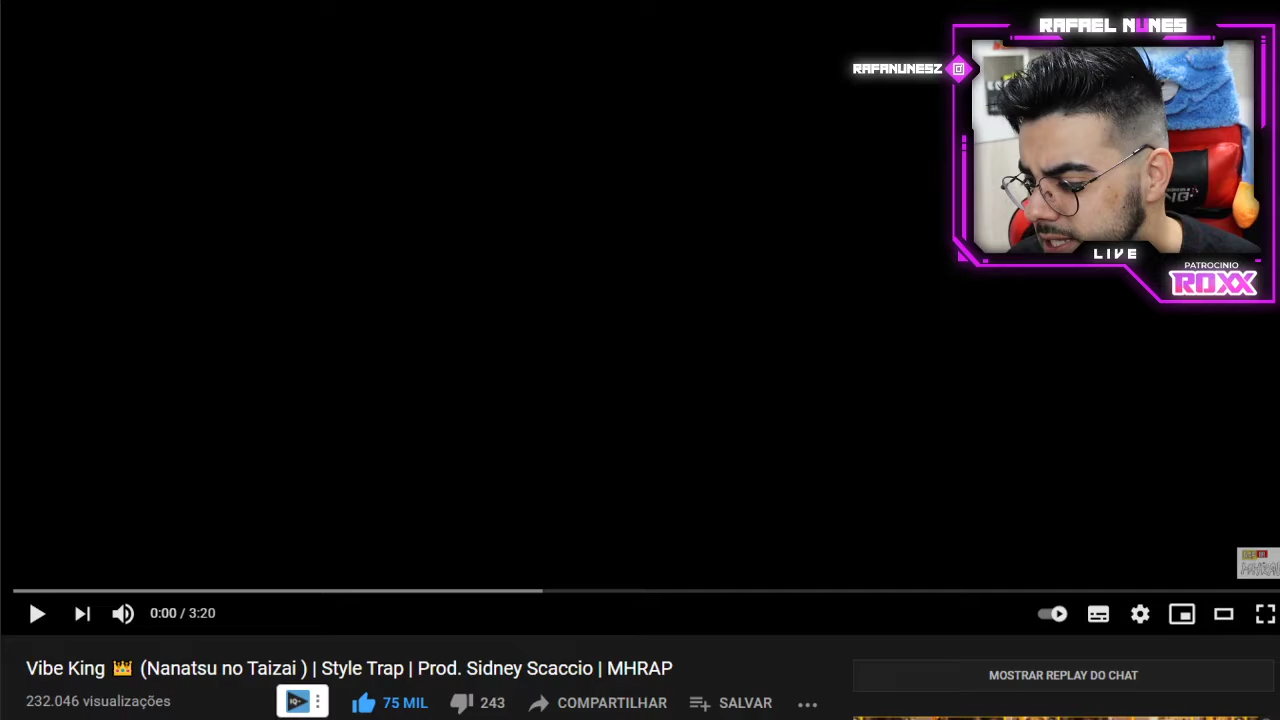 RAFAEL NUNES
RAFANUNESZ
LIVE
PATROCINIO
ROXX
0:00 / 3:20
Vibe King 👑 (Nanatsu no Taizai ) | Style Trap | Prod. Sidney Scaccio | MHRAP
232.046 visualizações
IQ
75 MIL
243
COMPARTILHAR
SALVAR
MOSTRAR REPLAY DO CHAT